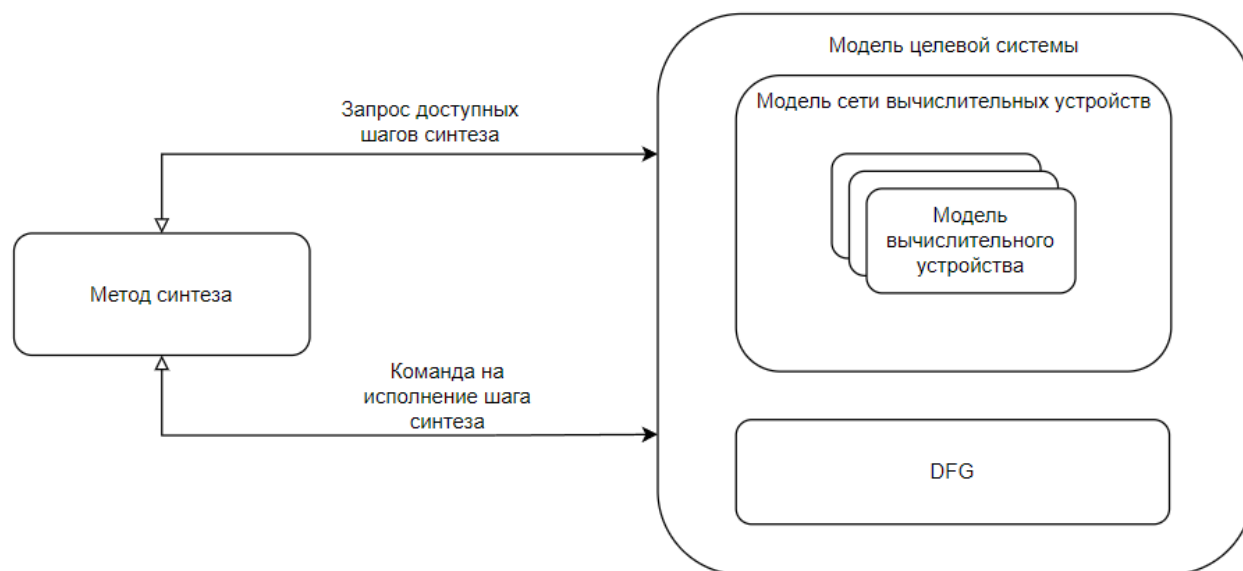 Модель целевой системы
Модель сети вычислительных устройств
Запрос доступных
шагов синтеза
Модель
вычислительного
устройства
Метод синтеза
Команда на
исполнение шага
синтеза
DFG